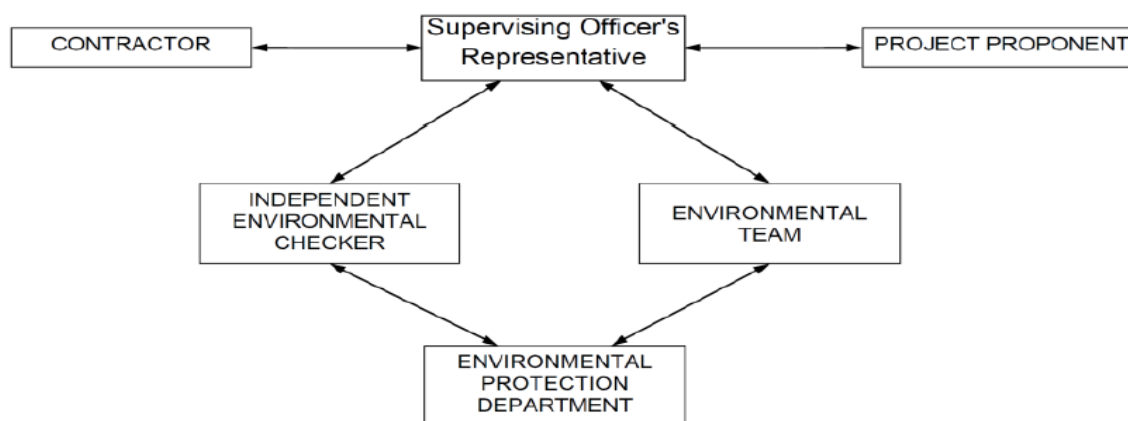 CONTRACTOR
Supervising Officer's
Representative
PROJECT PROPONENT
INDEPENDENT
ENVIRONMENTAL
CHECKER
ENVIRONMENTAL
TEAM
ENVIRONMENTAL
PROTECTION
DEPARTMENT